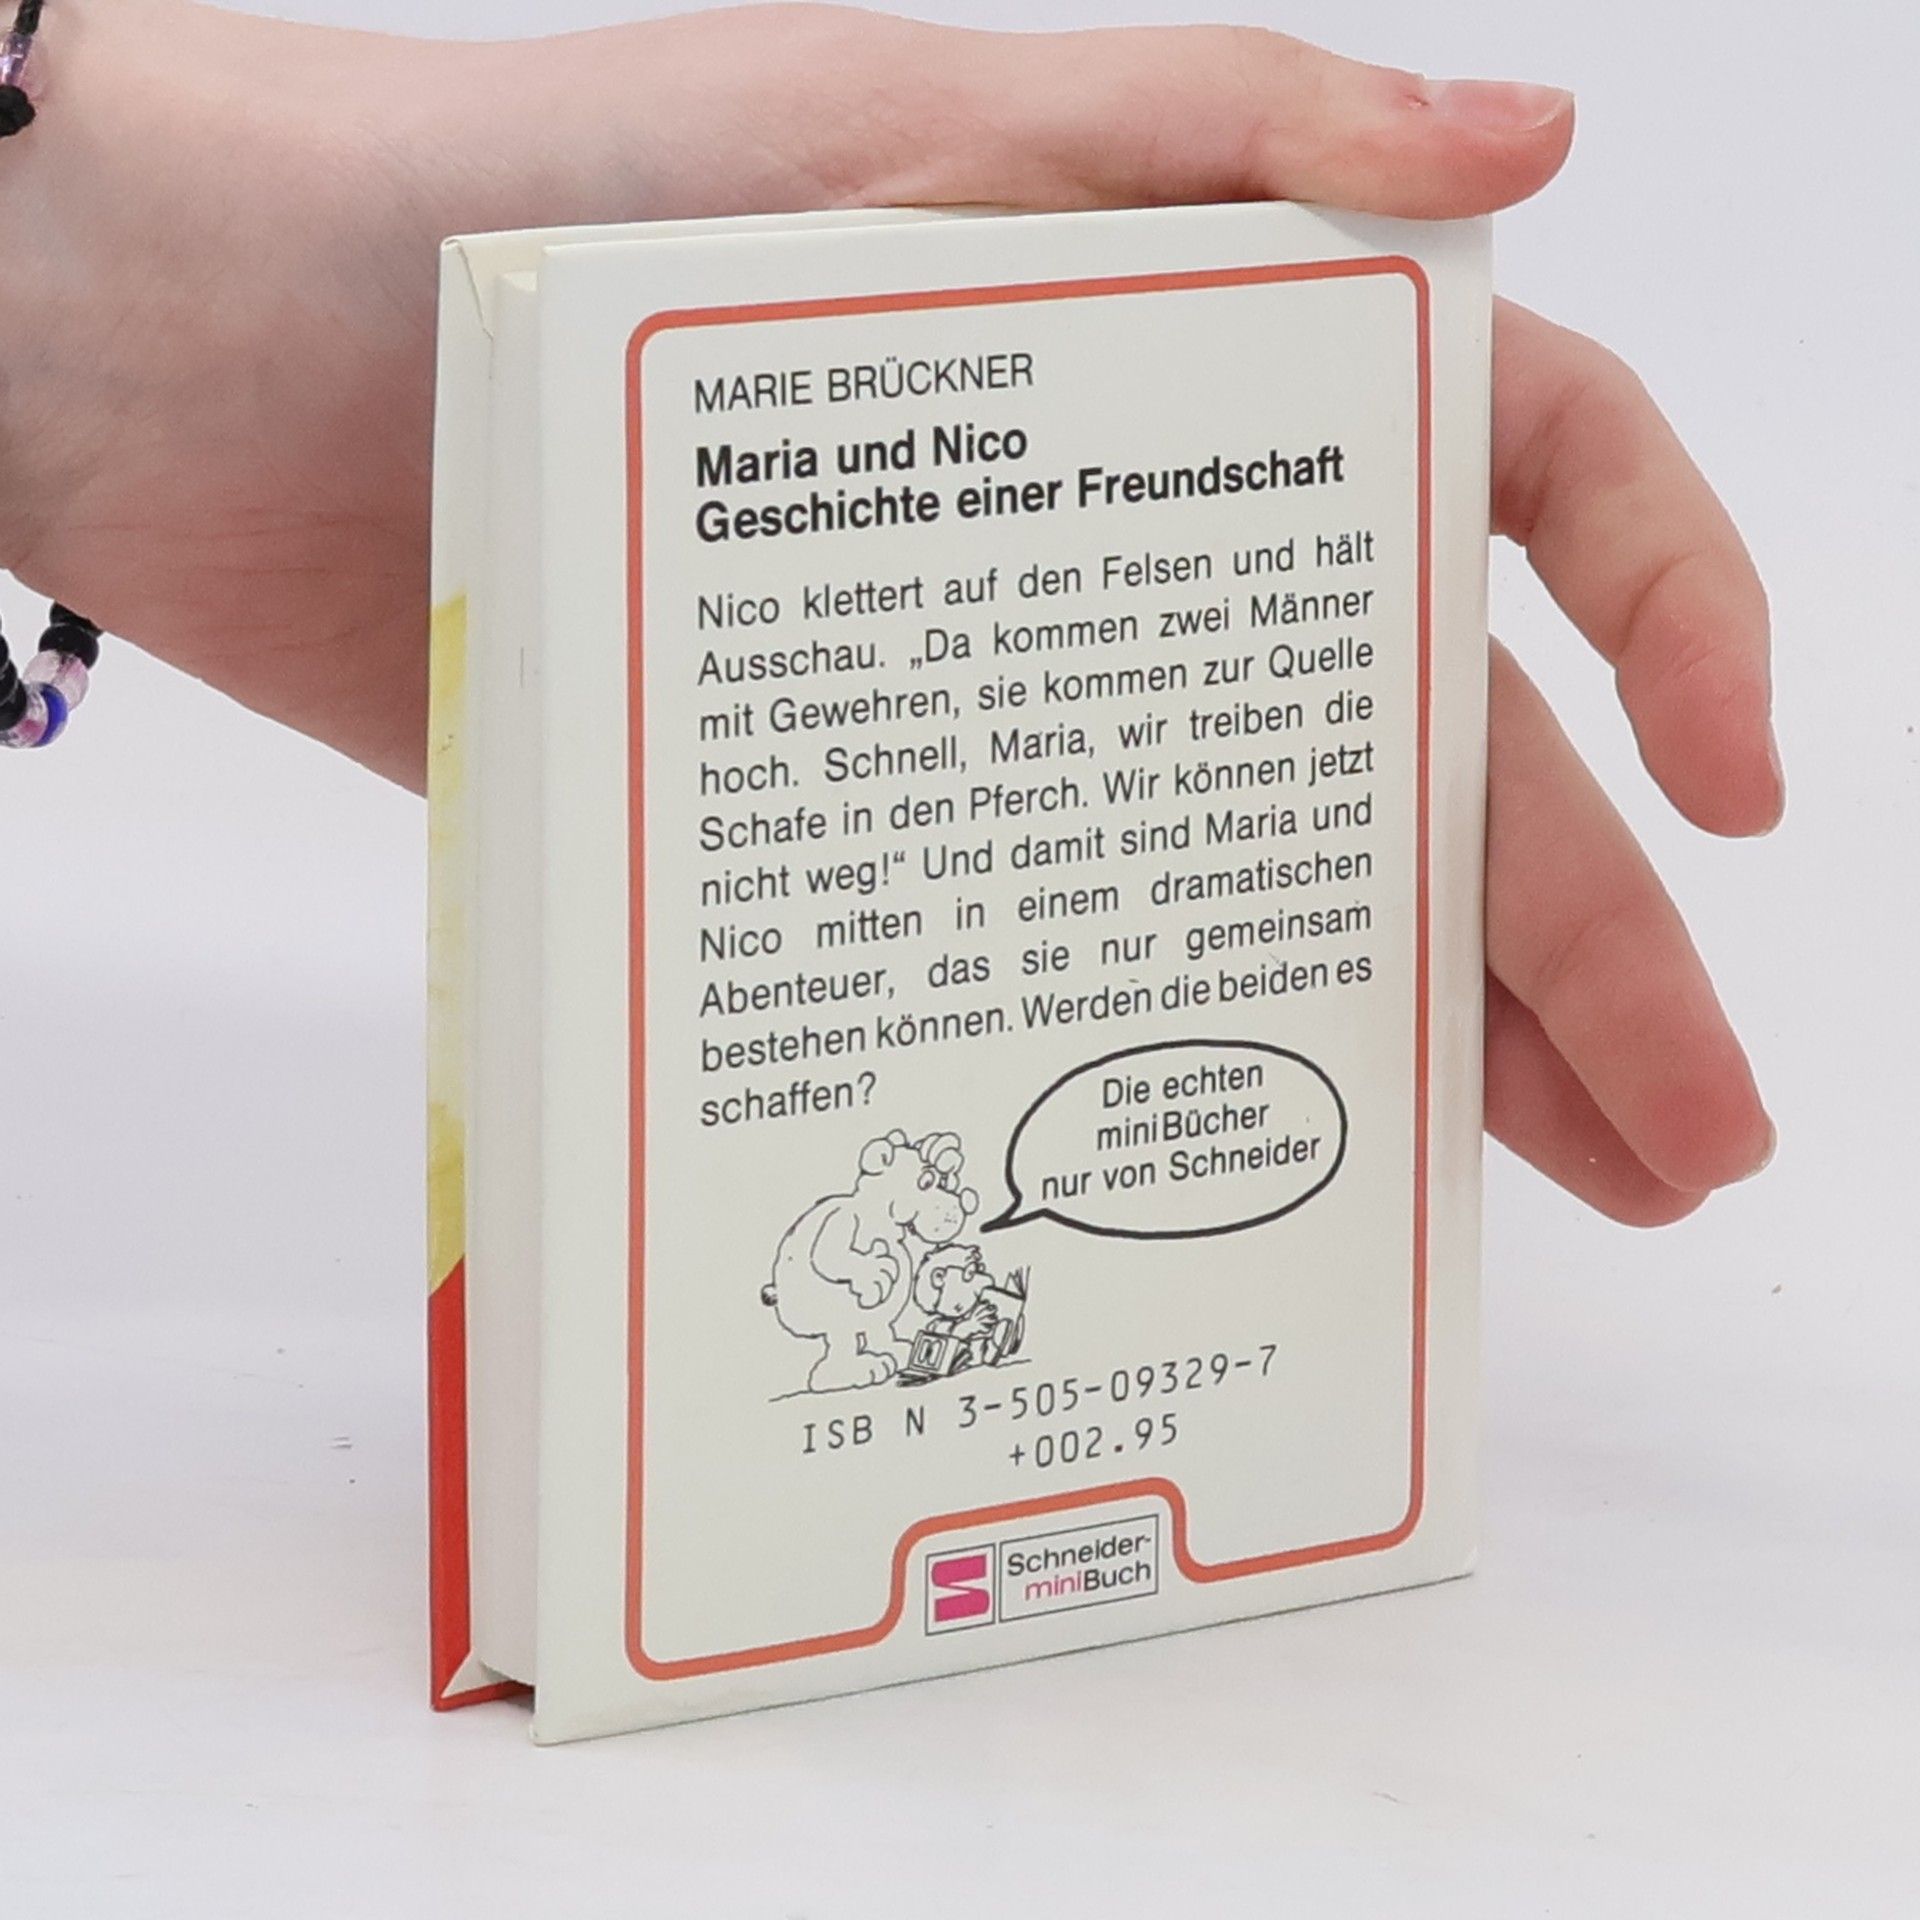 MARIE BRÜCKNER
Maria und Nico
Geschichte einer Freundschaft
Nico klettert auf den Felsen und hält
Ausschau. „Da kommen zwei Männer
mit Gewehren, sie kommen zur Quelle
hoch. Schnell, Maria, wir treiben die
Schafe in den Pferch. Wir können jetzt
nicht weg!“ Und damit sind Maria und
Nico mitten in einem dramatischen
Abenteuer, das sie nur gemeinsam
bestehen können. Werden die beiden es
schaffen?
Die echten
miniBücher
nur von Schneider
ISB N 3-505-09329-7
+002.95
Schneider-
miniBuch